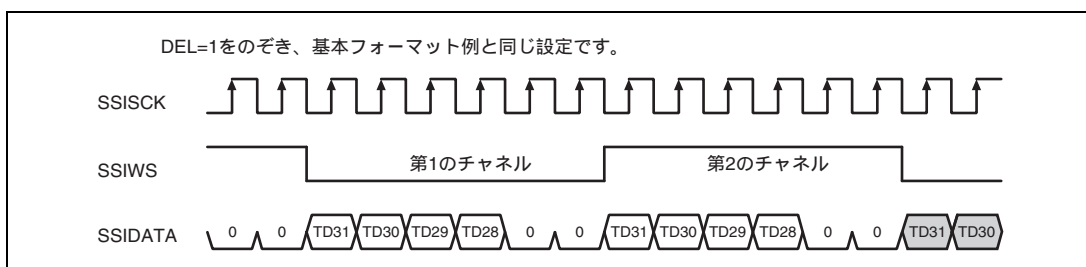 DEL=1をのぞき、基本フォーマット例と同じ設定です。
SSISCK
SSIWS 第1のチャネル 第2のチャネル
SSIDATA 0 0 TD31 TD30 TD29 TD28 0 0 TD31 TD30 TD29 TD28 0 0 TD31 TD30